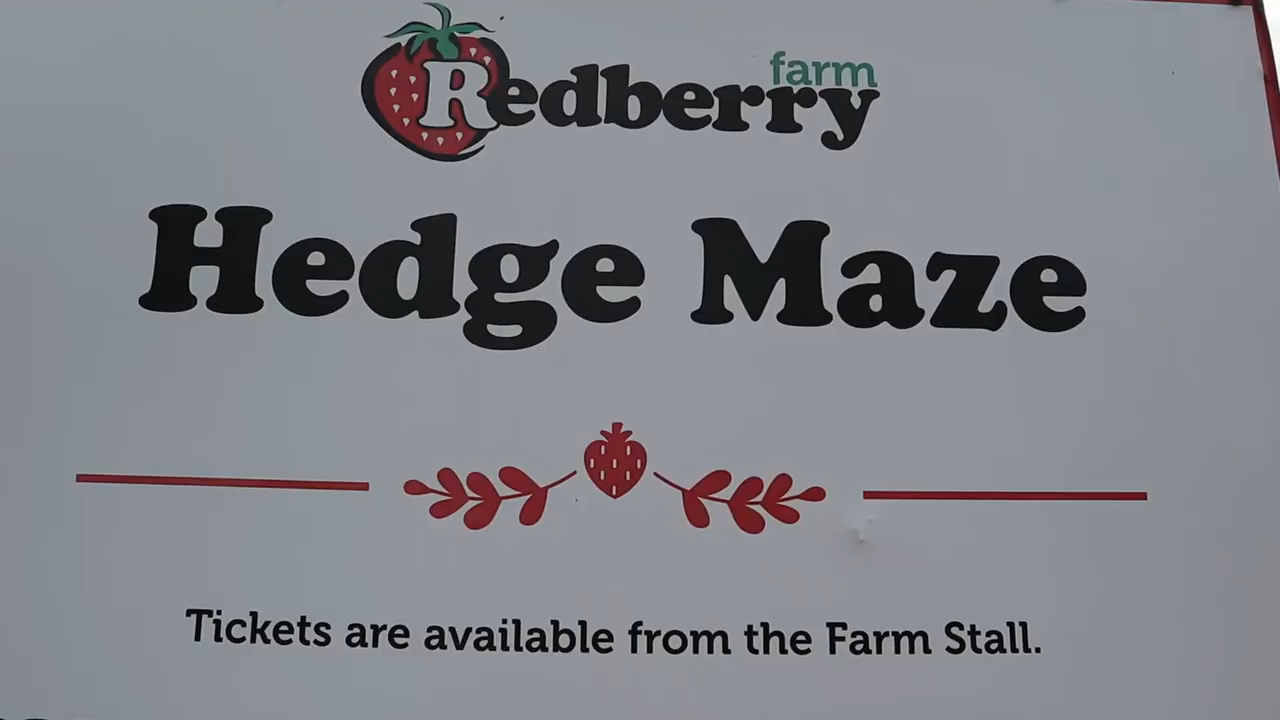 Redberry farm
Hedge Maze
Tickets are available from the Farm Stall.